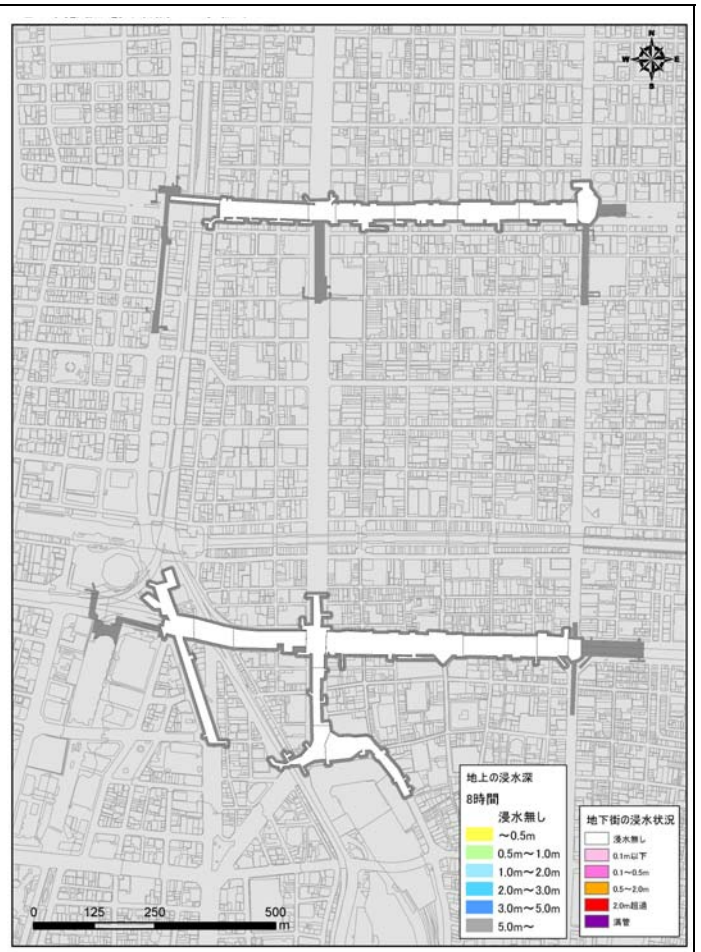 N
W
E
S
地上の浸水深
8時間
浸水無し
～0.5m
0.5m～1.0m
1.0m～2.0m
2.0m～3.0m
3.0m～5.0m
5.0m～
地下街の浸水状況
浸水無し
0.1m以下
0.1～0.5m
0.5～2.0m
2.0m超過
満管
0 125 250 500
m